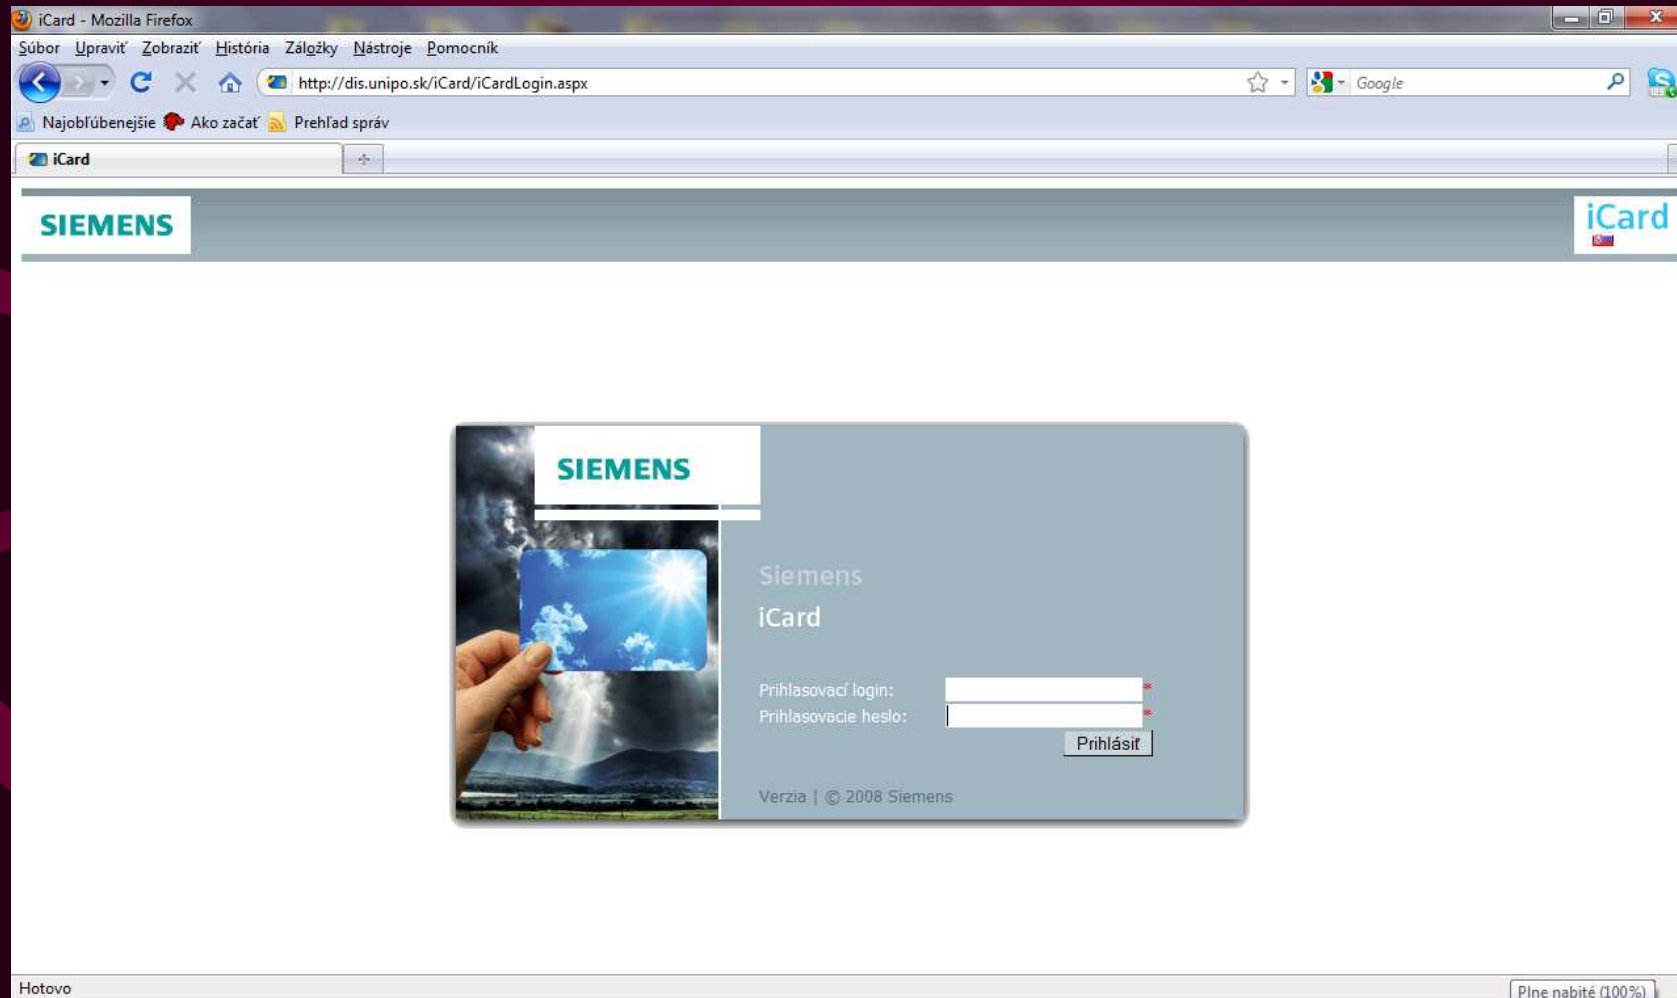 iCard - Mozilla Firefox
Súbor Upraviť Zobraziť História Záložky Nástroje Pomocník
http://dis.unipo.sk/iCard/iCardLogin.aspx Google
Najobľúbenejšie Ako začať Prehľad správ
iCard
SIEMENS iCard
SIEMENS
Siemens
iCard
Prihlasovací login: *
Prihlasovacie heslo: *
Prihlásiť
Verzia | © 2008 Siemens
Hotovo Plne nabité (100%)